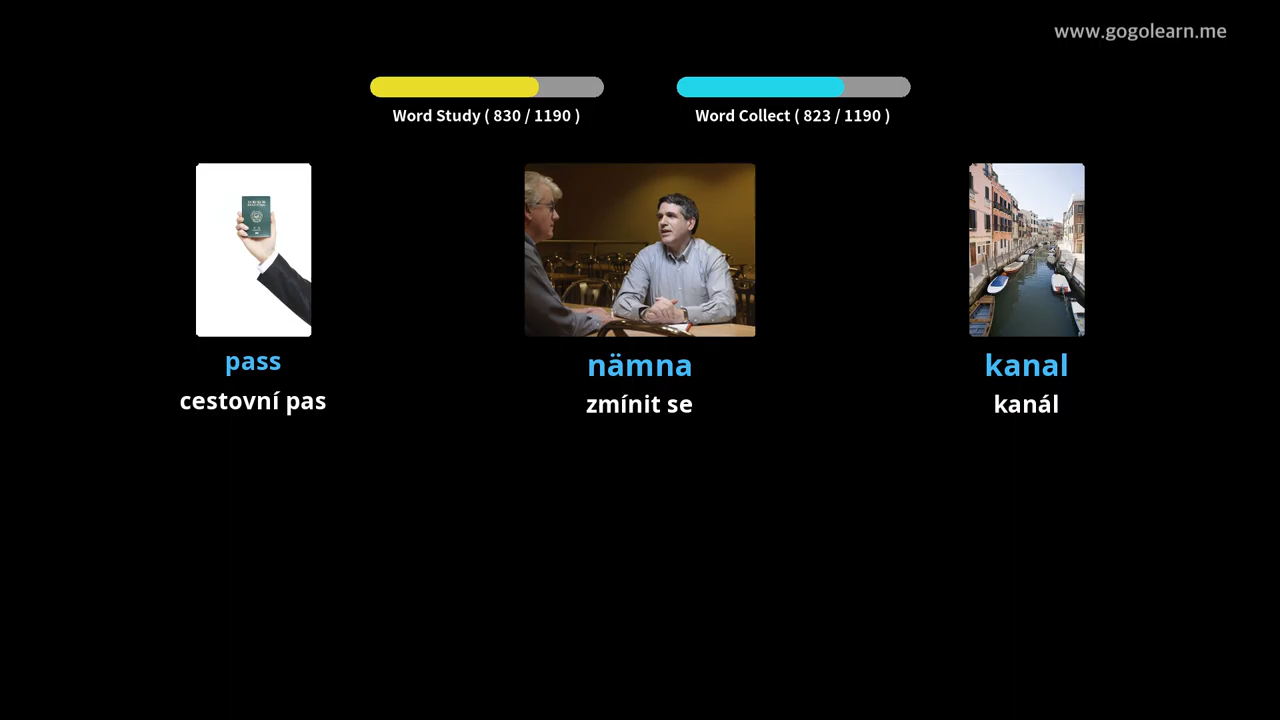 www.gogolearn.me
Word Study ( 830 / 1190 )
Word Collect ( 823 / 1190 )
pass
nämna
kanal
cestovní pas
zmínit se
kanál